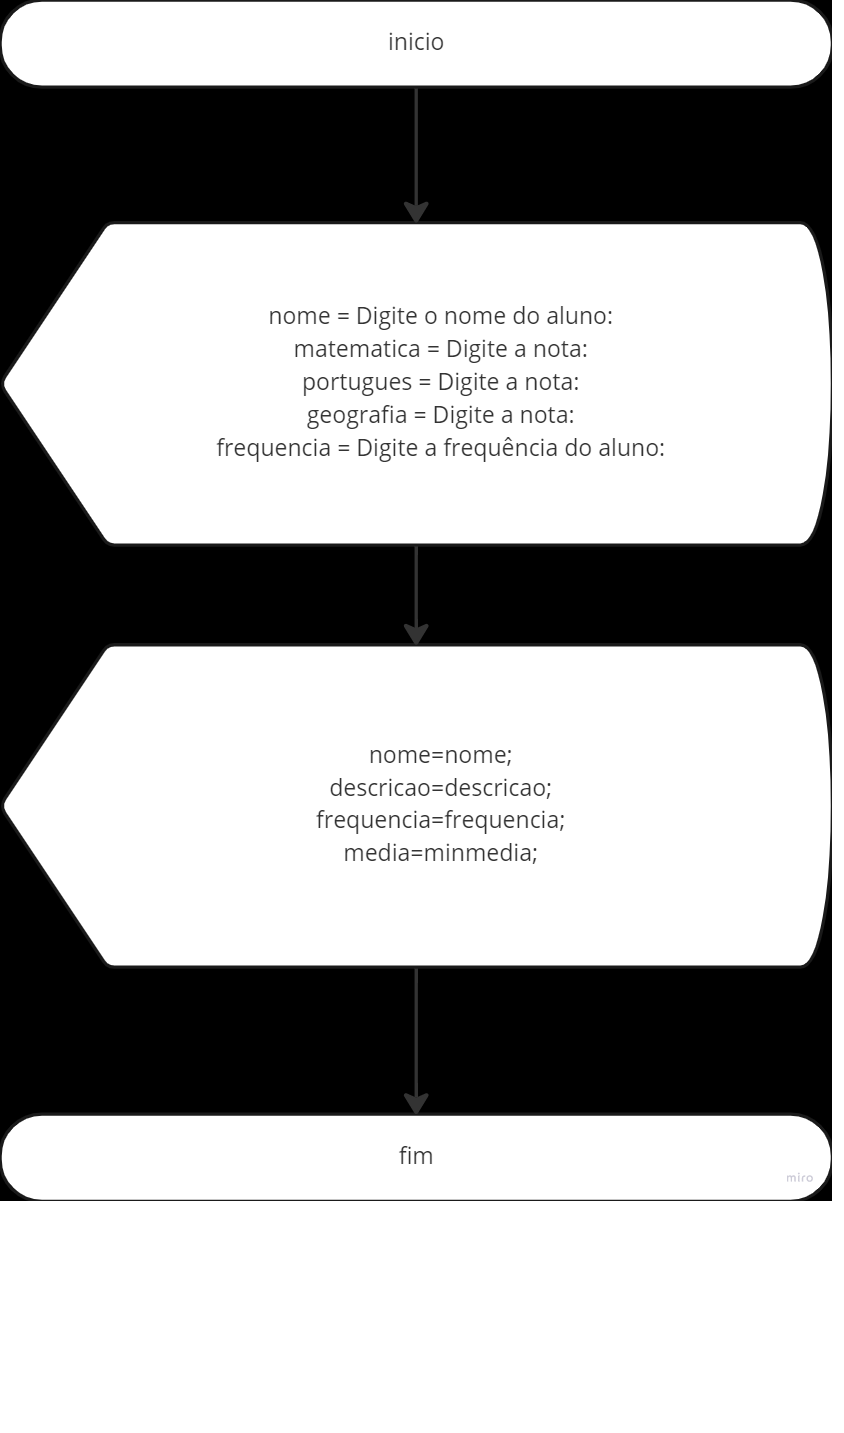 inicio
nome = Digite o nome do aluno:
matematica = Digite a nota:
portugues = Digite a nota:
geografia = Digite a nota:
frequencia = Digite a frequência do aluno:
nome=nome;
descricao=descricao;
frequencia=frequencia;
media=minmedia;
fim
miro